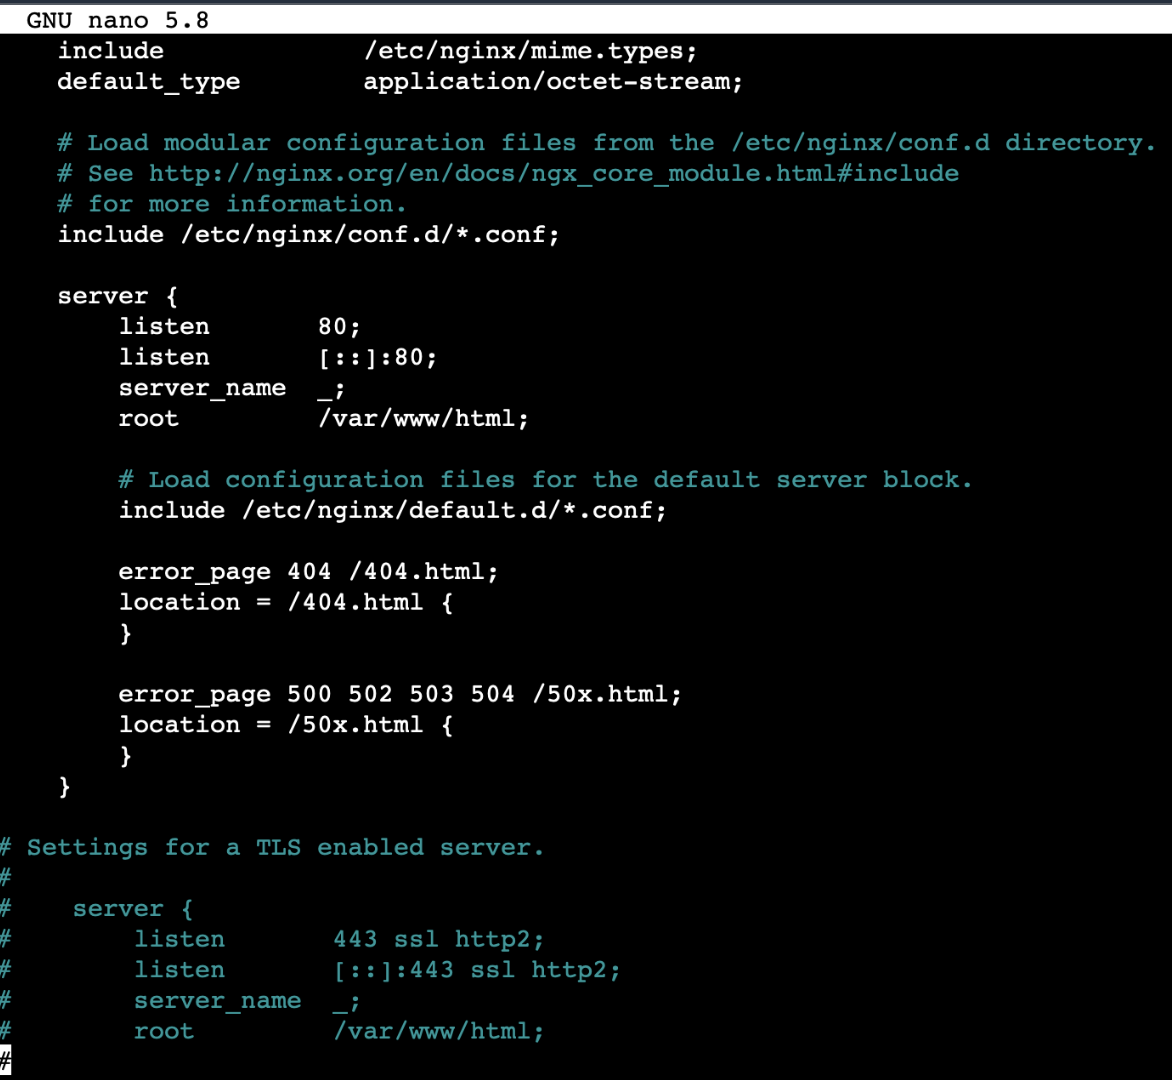 GNU nano 5.8
include /etc/nginx/mime.types;
default_type application/octet-stream;
# Load modular configuration files from the /etc/nginx/conf.d directory.
# See http://nginx.org/en/docs/ngx_core_module.html#include
# for more information.
include /etc/nginx/conf.d/*.conf;
server {
listen 80;
listen [::]:80;
server_name _;
root /var/www/html;
# Load configuration files for the default server block.
include /etc/nginx/default.d/*.conf;
error_page 404 /404.html;
location = /404.html {
}
error_page 500 502 503 504 /50x.html;
location = /50x.html {
}
}
# Settings for a TLS enabled server.
#
# server {
# listen 443 ssl http2;
# listen [::]:443 ssl http2;
# server_name _;
# root /var/www/html;
#